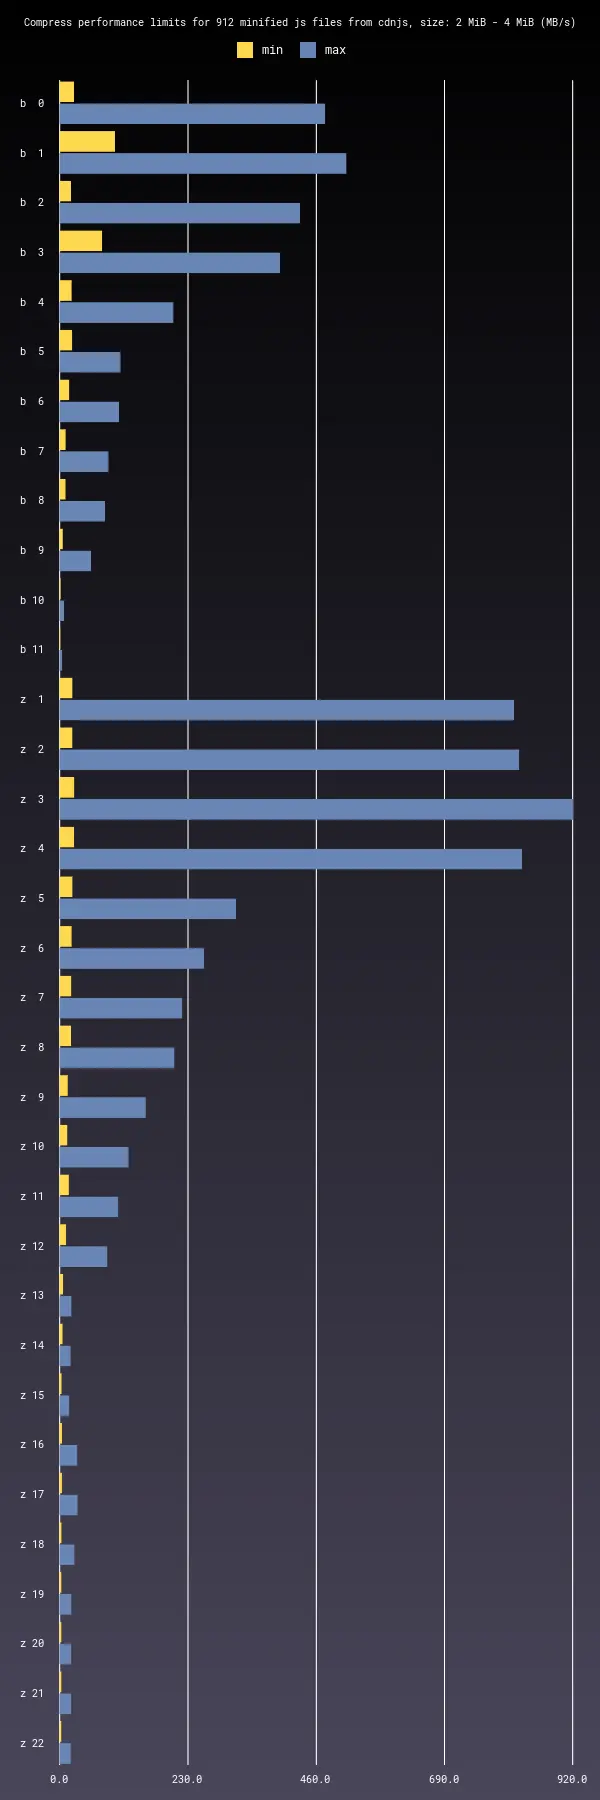 Compress performance limits for 912 minified js files from cdnjs, size: 2 MiB - 4 MiB (MB/s)
min max
b 0
b 1
b 2
b 3
b 4
b 5
b 6
b 7
b 8
b 9
b 10
b 11
z 1
z 2
z 3
z 4
z 5
z 6
z 7
z 8
z 9
z 10
z 11
z 12
z 13
z 14
z 15
z 16
z 17
z 18
z 19
z 20
z 21
z 22
0.0 230.0 460.0 690.0 920.0